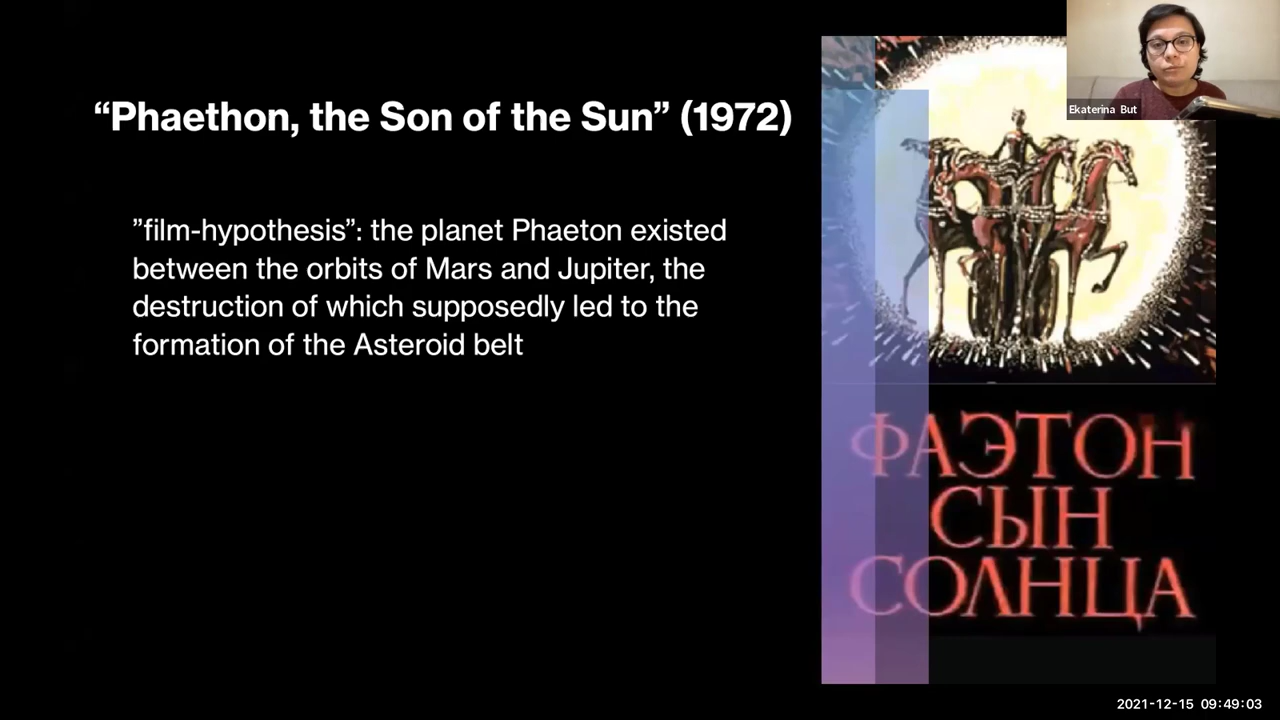 “Phaethon, the Son of the Sun” (1972)
”film-hypothesis”: the planet Phaeton existed
between the orbits of Mars and Jupiter, the
destruction of which supposedly led to the
formation of the Asteroid belt
Ekaterina But
ФАЭТОН
СЫН
СОЛНЦА
2021-12-15 09:49:03